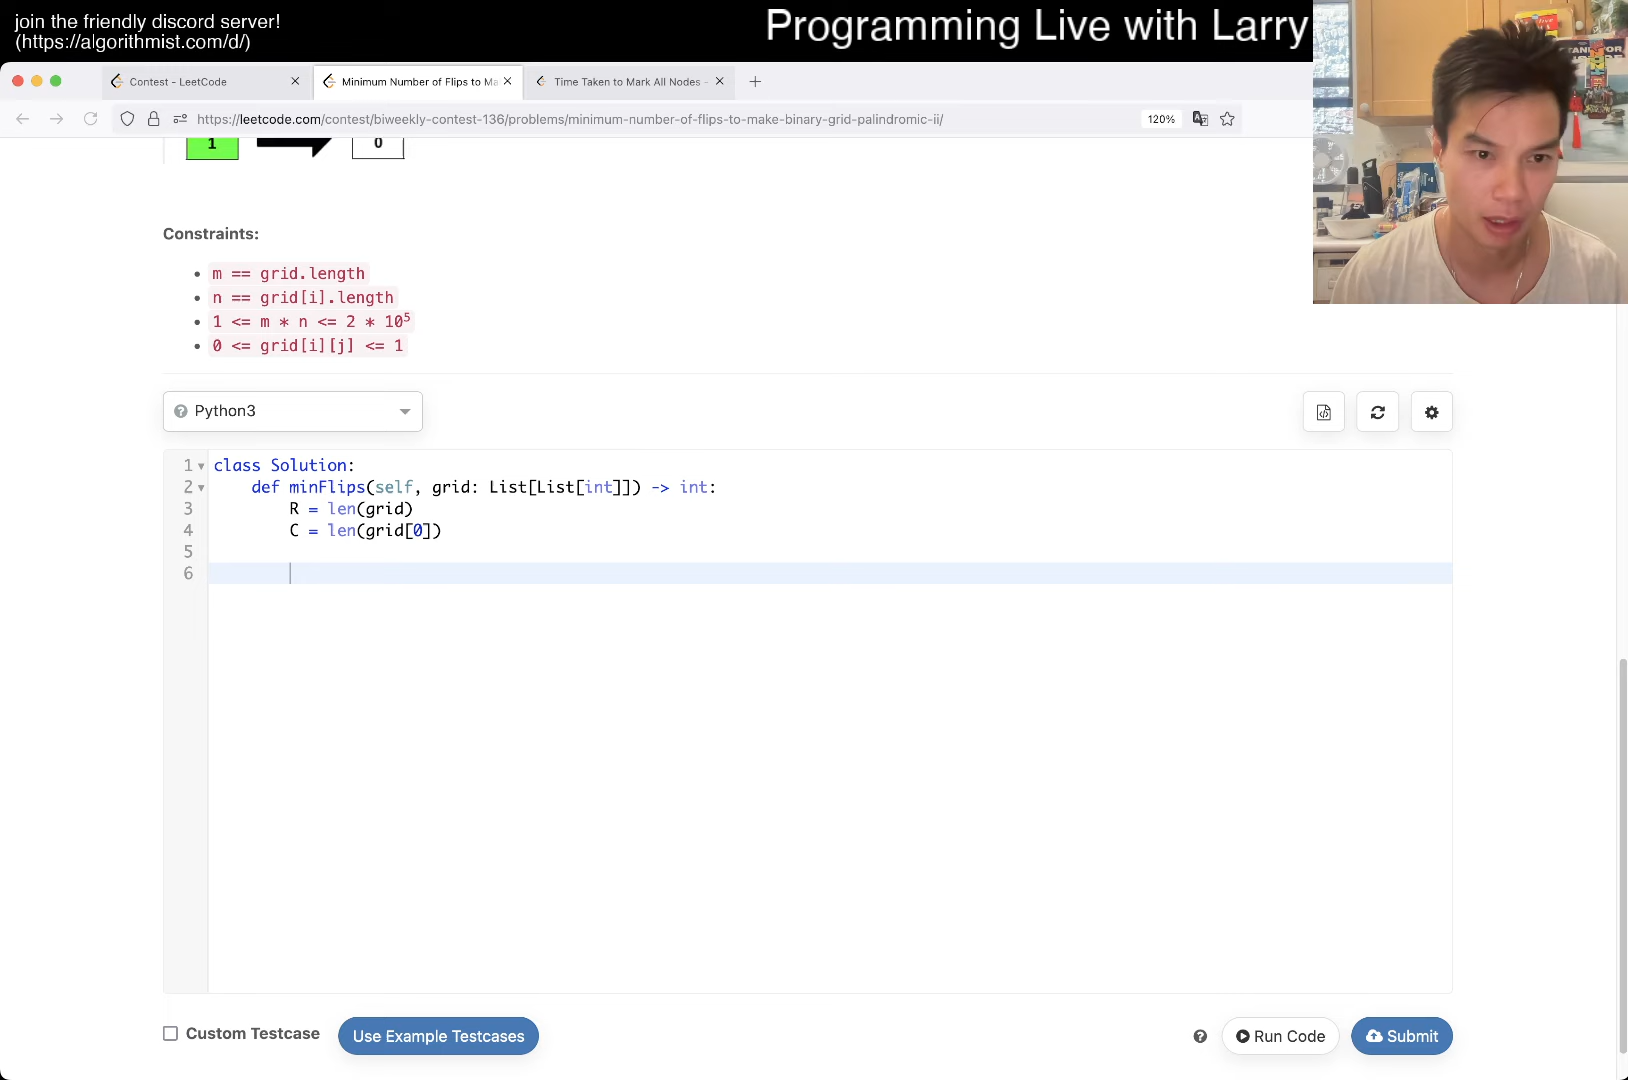 join the friendly discord server!
(https://algorithmist.com/d/)
Programming Live with Larry
Contest - LeetCode
Minimum Number of Flips to Ma
Time Taken to Mark All Nodes -
https://leetcode.com/contest/biweekly-contest-136/problems/minimum-number-of-flips-to-make-binary-grid-palindromic-ii/
120%
1
0
Constraints:
m == grid.length
n == grid[i].length
1 <= m * n <= 2 * 10⁵
0 <= grid[i][j] <= 1
Python3
1 class Solution:
2 def minFlips(self, grid: List[List[int]]) -> int:
3 R = len(grid)
4 C = len(grid[0])
5
6
Custom Testcase
Use Example Testcases
Run Code
Submit